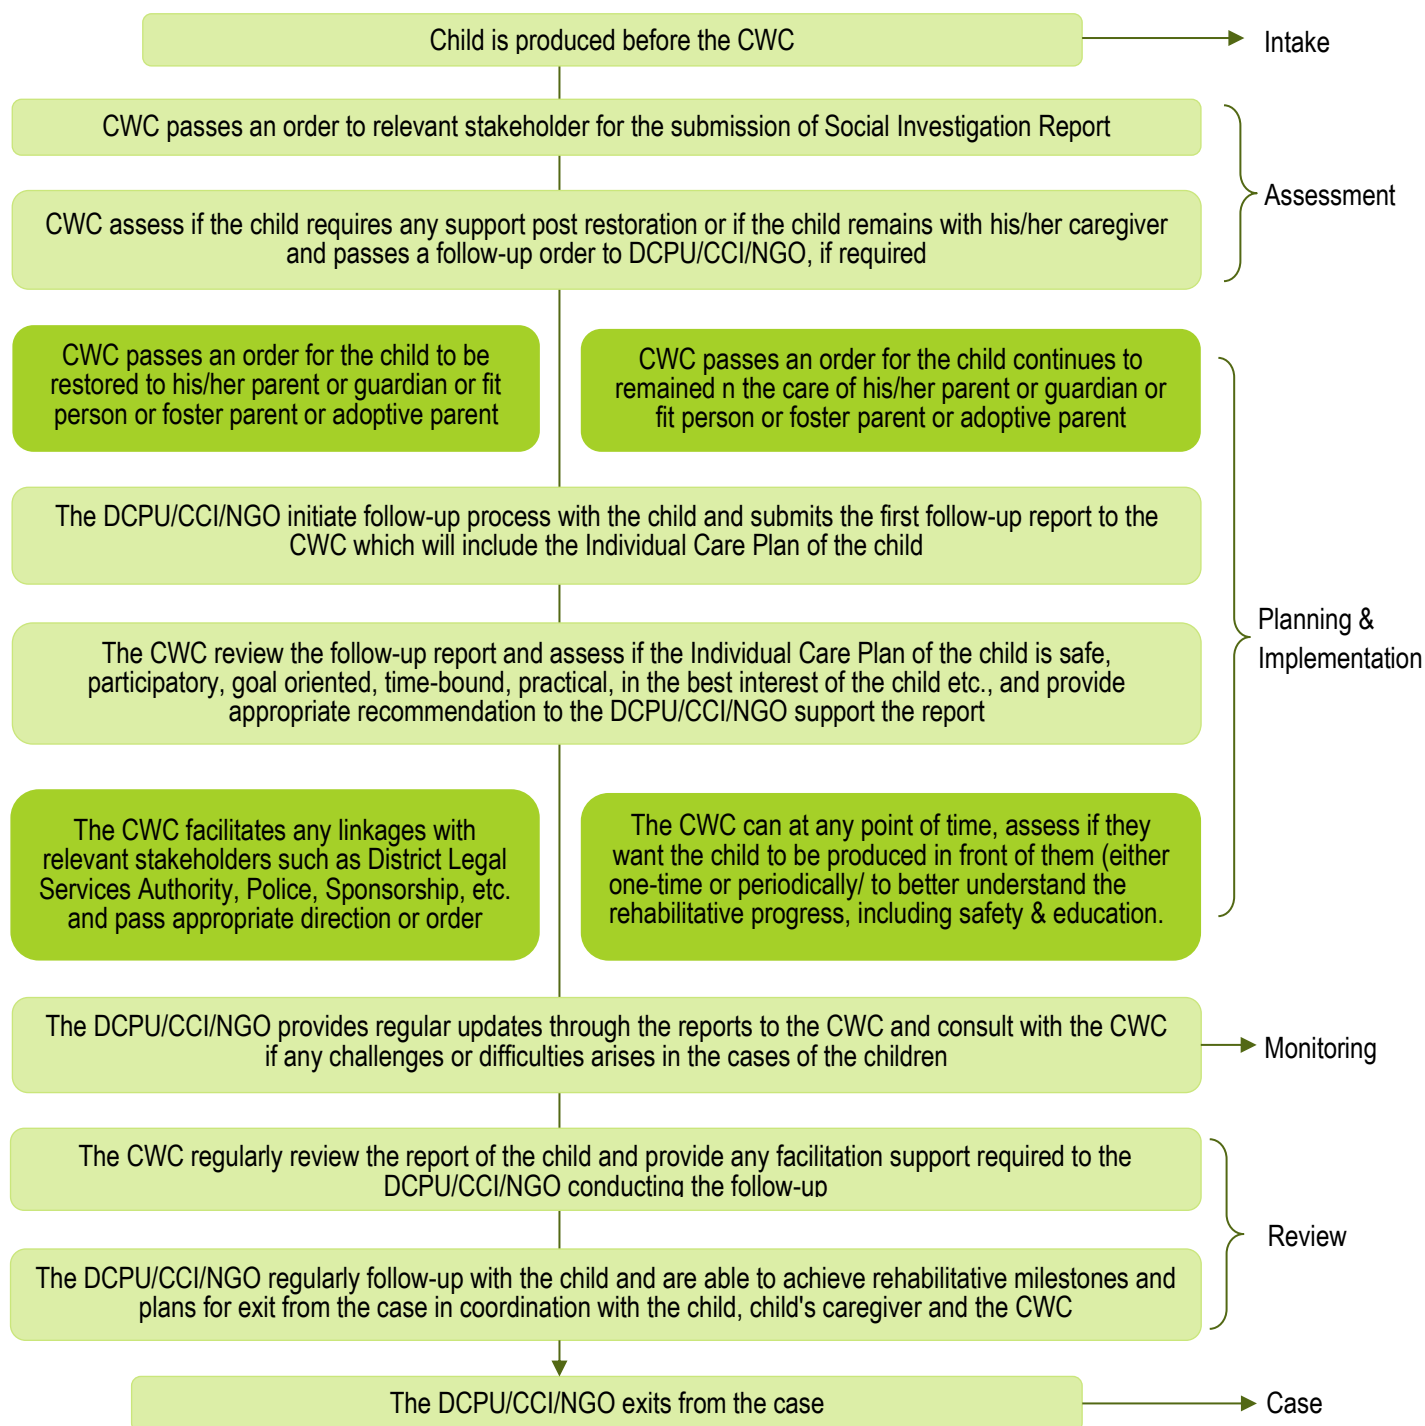 Child is produced before the CWC
Intake
CWC passes an order to relevant stakeholder for the submission of Social Investigation Report
Assessment
CWC assess if the child requires any support post restoration or if the child remains with his/her caregiver
and passes a follow-up order to DCPU/CCI/NGO, if required
CWC passes an order for the child to be
restored to his/her parent or guardian or fit
person or foster parent or adoptive parent
CWC passes an order for the child continues to
remained n the care of his/her parent or guardian or
fit person or foster parent or adoptive parent
The DCPU/CCI/NGO initiate follow-up process with the child and submits the first follow-up report to the
CWC which will include the Individual Care Plan of the child
Planning &
Implementation
The CWC review the follow-up report and assess if the Individual Care Plan of the child is safe,
participatory, goal oriented, time-bound, practical, in the best interest of the child etc., and provide
appropriate recommendation to the DCPU/CCI/NGO support the report
The CWC facilitates any linkages with
relevant stakeholders such as District Legal
Services Authority, Police, Sponsorship, etc.
and pass appropriate direction or order
The CWC can at any point of time, assess if they
want the child to be produced in front of them (either
one-time or periodically/ to better understand the
rehabilitative progress, including safety & education.
The DCPU/CCI/NGO provides regular updates through the reports to the CWC and consult with the CWC
if any challenges or difficulties arises in the cases of the children
Monitoring
The CWC regularly review the report of the child and provide any facilitation support required to the
DCPU/CCI/NGO conducting the follow-up
Review
The DCPU/CCI/NGO regularly follow-up with the child and are able to achieve rehabilitative milestones and
plans for exit from the case in coordination with the child, child's caregiver and the CWC
The DCPU/CCI/NGO exits from the case
Case